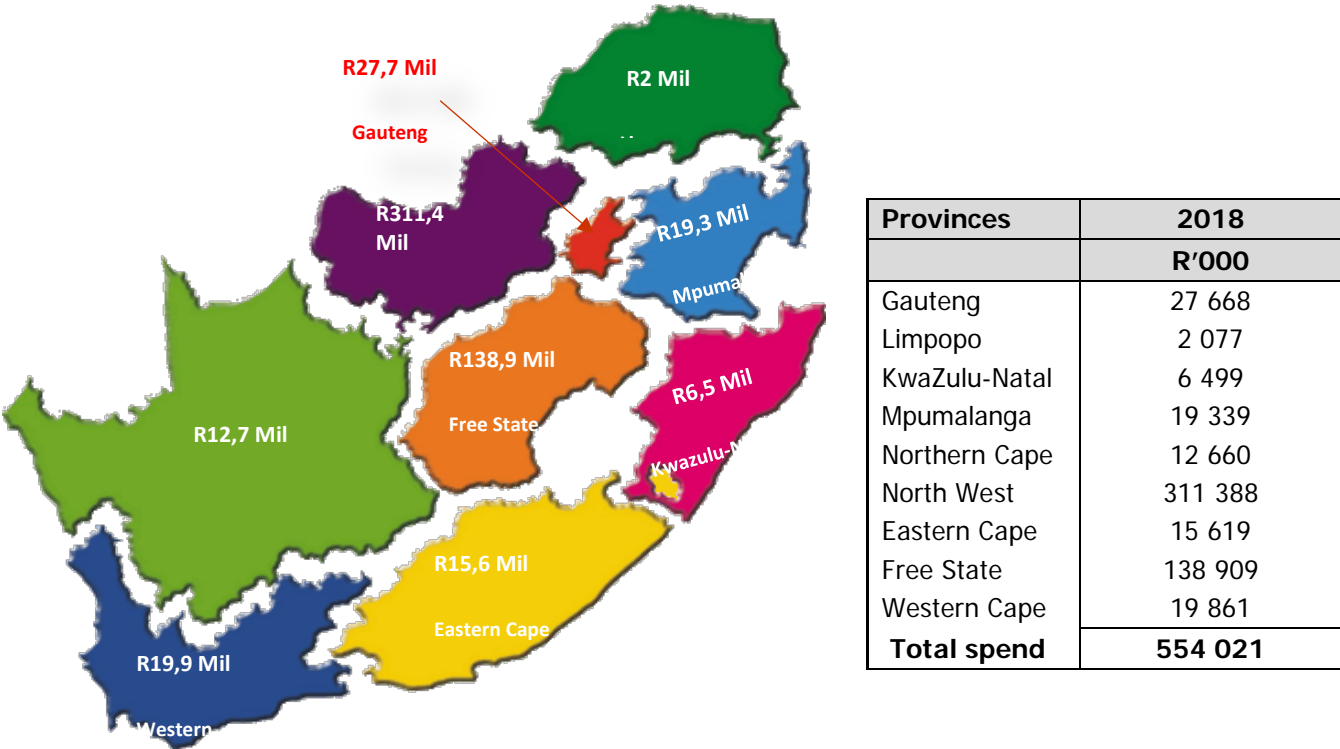 R27,7 Mil
Gauteng
R2 Mil
R311,4
Mil
R19,3 Mil
Mpumal
R138,9 Mil
Free State
R6,5 Mil
Kwazulu-N
R12,7 Mil
R15,6 Mil
Eastern Cape
R19,9 Mil
Western
Provinces 2018
R'000
Gauteng 27 668
Limpopo 2 077
KwaZulu-Natal 6 499
Mpumalanga 19 339
Northern Cape 12 660
North West 311 388
Eastern Cape 15 619
Free State 138 909
Western Cape 19 861
Total spend 554 021